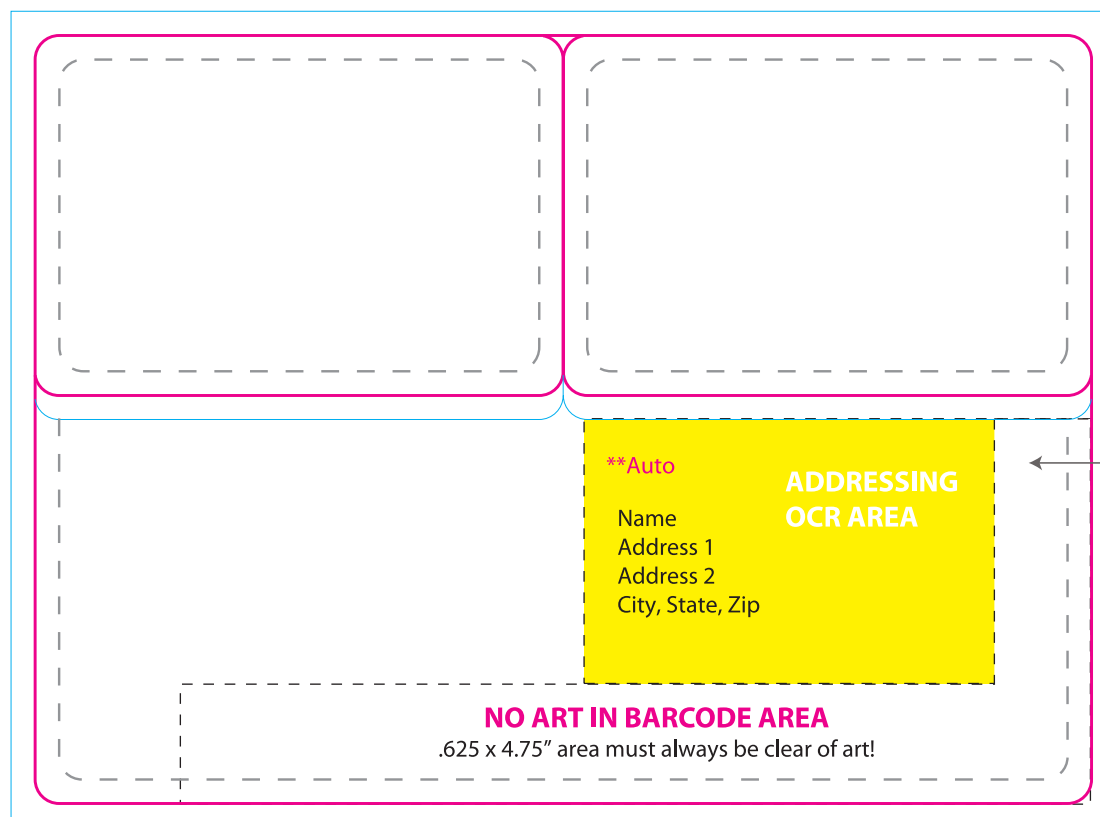 **Auto
ADDRESSING
OCR AREA
Name
Address 1
Address 2
City, State, Zip
NO ART IN BARCODE AREA
.625 x 4.75” area must always be clear of art!